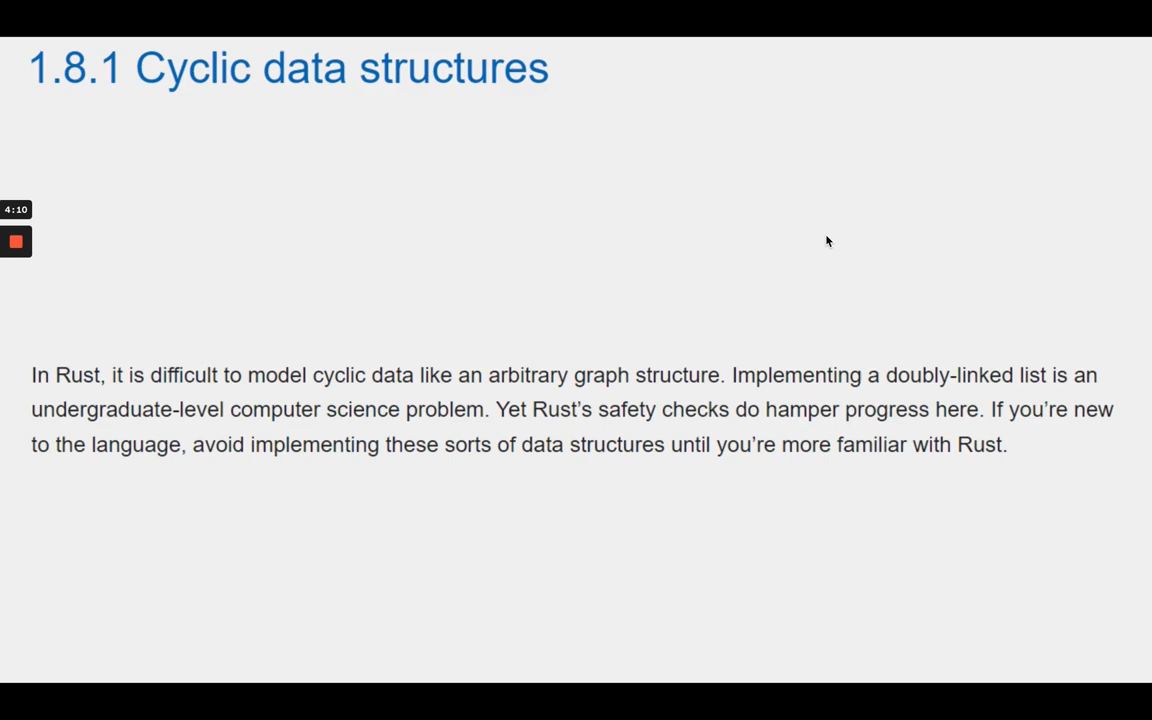 1.8.1 Cyclic data structures
4:10
In Rust, it is difficult to model cyclic data like an arbitrary graph structure. Implementing a doubly-linked list is an
undergraduate-level computer science problem. Yet Rust’s safety checks do hamper progress here. If you’re new
to the language, avoid implementing these sorts of data structures until you’re more familiar with Rust.